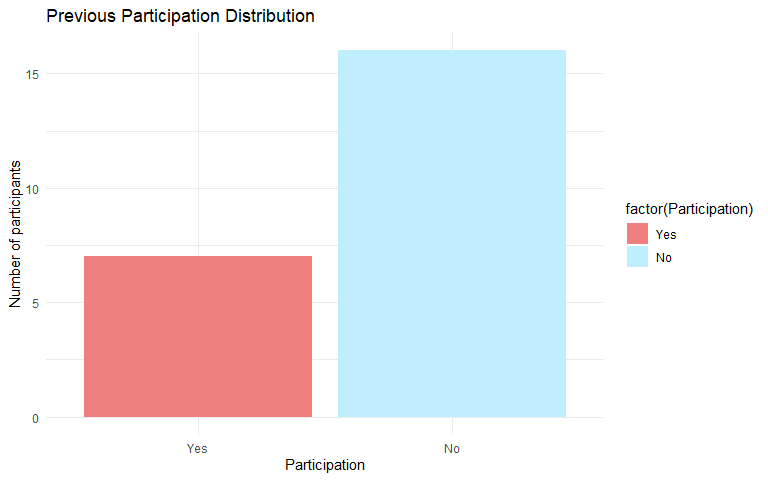 Previous Participation Distribution
Number of participants
15
10
5
0
Yes
No
Participation
factor(Participation)
Yes
No